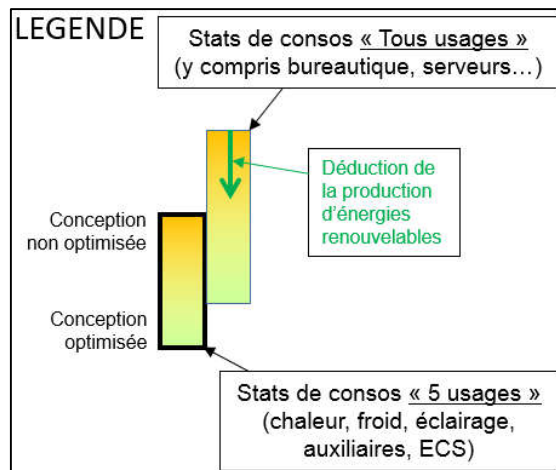 LEGENDE
Stats de consos « Tous usages »
(y compris bureautique, serveurs…)
Déduction de
la production
d’énergies
renouvelables
Conception
non optimisée
Conception
optimisée
Stats de consos « 5 usages »
(chaleur, froid, éclairage,
auxiliaires, ECS)